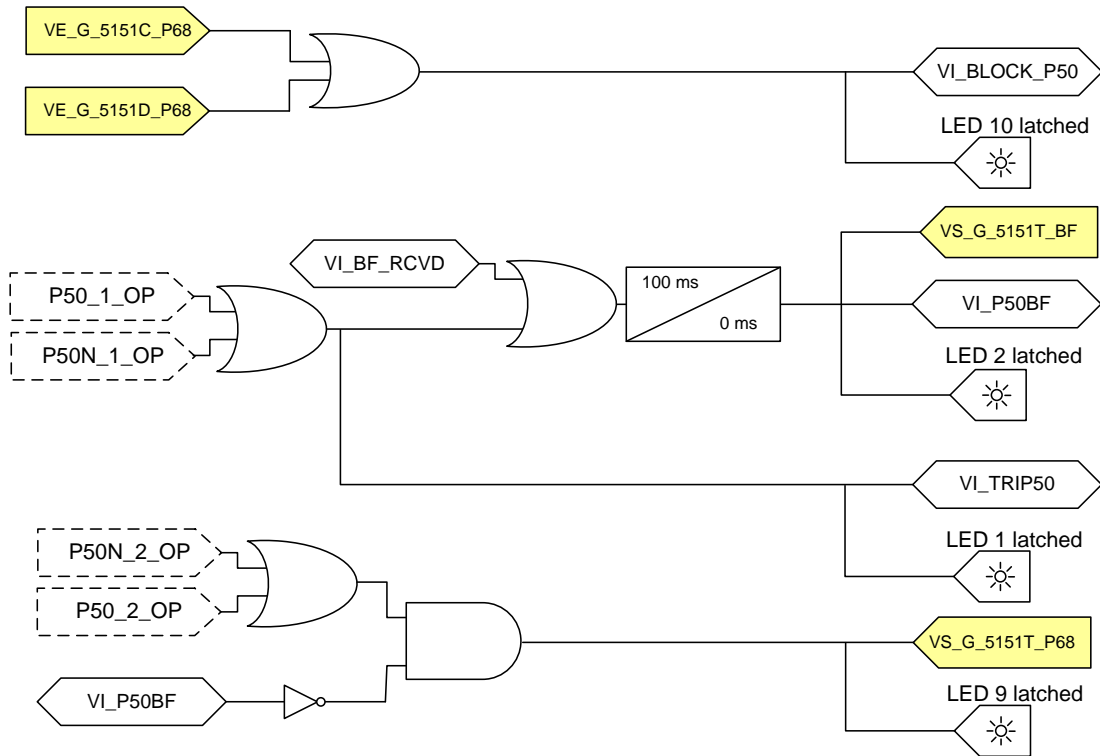 VE_G_5151C_P68
VI_BLOCK_P50
VE_G_5151D_P68
LED 10 latched
VS_G_5151T_BF
VI_BF_RCVD
P50_1_OP
100 ms
VI_P50BF
0 ms
P50N_1_OP
LED 2 latched
VI_TRIP50
P50N_2_OP
LED 1 latched
P50_2_OP
VS_G_5151T_P68
VI_P50BF
LED 9 latched